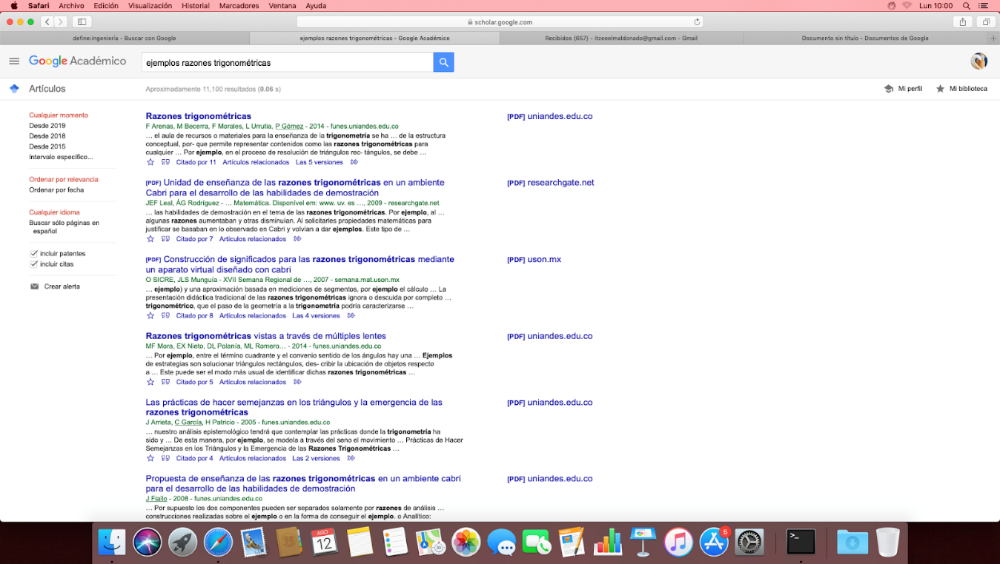 Safari Archivo Edición Visualización Historial Marcadores Ventana Ayuda Lun 10:00
scholar.google.com
define:ingeniería - Buscar con Google ejemplos razones trigonométricas - Google Académico Recibidos (657) - itzeeelmaldonado@gmail.com - Gmail Documento sin título - Documentos de Google
Google Académico ejemplos razones trigonométricas
Artículos Aproximadamente 11,100 resultados (0.06 s) Mi perfil Mi biblioteca
Cualquier momento
Desde 2019
Desde 2018
Desde 2015
Intervalo específico...
Ordenar por relevancia
Ordenar por fecha
Cualquier idioma
Buscar sólo páginas en
español
incluir patentes
incluir citas
Crear alerta
Razones trigonométricas [PDF] uniandes.edu.co
F Arenas, M Becerra, F Morales, L Urrutia, P Gómez - 2014 - funes.uniandes.edu.co
… el aula de recursos o materiales para la enseñanza de la trigonometría se ha … de la estructura
conceptual, por- que permite representar contenidos como las razones trigonométricas para
cualquier … Por ejemplo, en el proceso de resolución de triángulos rec- tángulos, se debe …
Citado por 11 Artículos relacionados Las 5 versiones
[PDF] Unidad de enseñanza de las razones trigonométricas en un ambiente [PDF] researchgate.net
Cabri para el desarrollo de las habilidades de demostración
JEF Leal, ÁG Rodríguez - … Matemática. Disponível em: www. uv. es …, 2009 - researchgate.net
… las habilidades de demostración en el tema de las razones trigonométricas. Por ejemplo, al …
algunas razones aumentaban y otras disminuían. Al solicitarles propiedades matemáticas para
justificar se basaban en lo observado en Cabri y volvían a dar ejemplos. Este tipo de …
Citado por 7 Artículos relacionados
[PDF] Construcción de significados para las razones trigonométricas mediante [PDF] uson.mx
un aparato virtual diseñado con cabri
O SICRE, JLS Munguía - XVII Semana Regional de …, 2007 - semana.mat.uson.mx
… ejemplo) y una aproximación basada en mediciones de segmentos, por ejemplo el cálculo … La
presentación didáctica tradicional de las razones trigonométricas ignora o descuida por completo …
trigonométrico, que el paso de la geometría a la trigonometría podría caracterizarse …
Citado por 8 Artículos relacionados Las 4 versiones
Razones trigonométricas vistas a través de múltiples lentes [PDF] uniandes.edu.co
MF Mora, EX Nieto, DL Polanía, ML Romero… - 2014 - funes.uniandes.edu.co
… Por ejemplo, entre el término cuadrante y el convenio sentido de los ángulos hay una … Ejemplos
de estrategias son solucionar triángulos rectángulos, des- cribir la ubicación de objetos respecto
a … Este puede ser el modo más usual de identificar dichas razones trigonométricas …
Citado por 5 Artículos relacionados
Las prácticas de hacer semejanzas en los triángulos y la emergencia de las [PDF] uniandes.edu.co
razones trigonométricas
J Arrieta, C García, H Patricio - 2005 - funes.uniandes.edu.co
… nuestro análisis epistemológico tendrá que contemplar las prácticas donde la trigonometría ha
sido y … De esta manera, por ejemplo, se modela a través del seno el movimiento … Prácticas de Hacer
Semejanzas en los Triángulos y la Emergencia de las Razones Trigonométricas …
Citado por 4 Artículos relacionados Las 2 versiones
Propuesta de enseñanza de las razones trigonométricas en un ambiente cabri [PDF] uniandes.edu.co
para el desarrollo de las habilidades de demostración
J Fiallo - 2008 - funes.uniandes.edu.co
… Por supuesto los dos componentes pueden ser separados solamente por razones de análisis …
construcciones realizadas sobre el ejemplo o en la forma de conseguir el ejemplo. o Analítico:
AGO
12
5